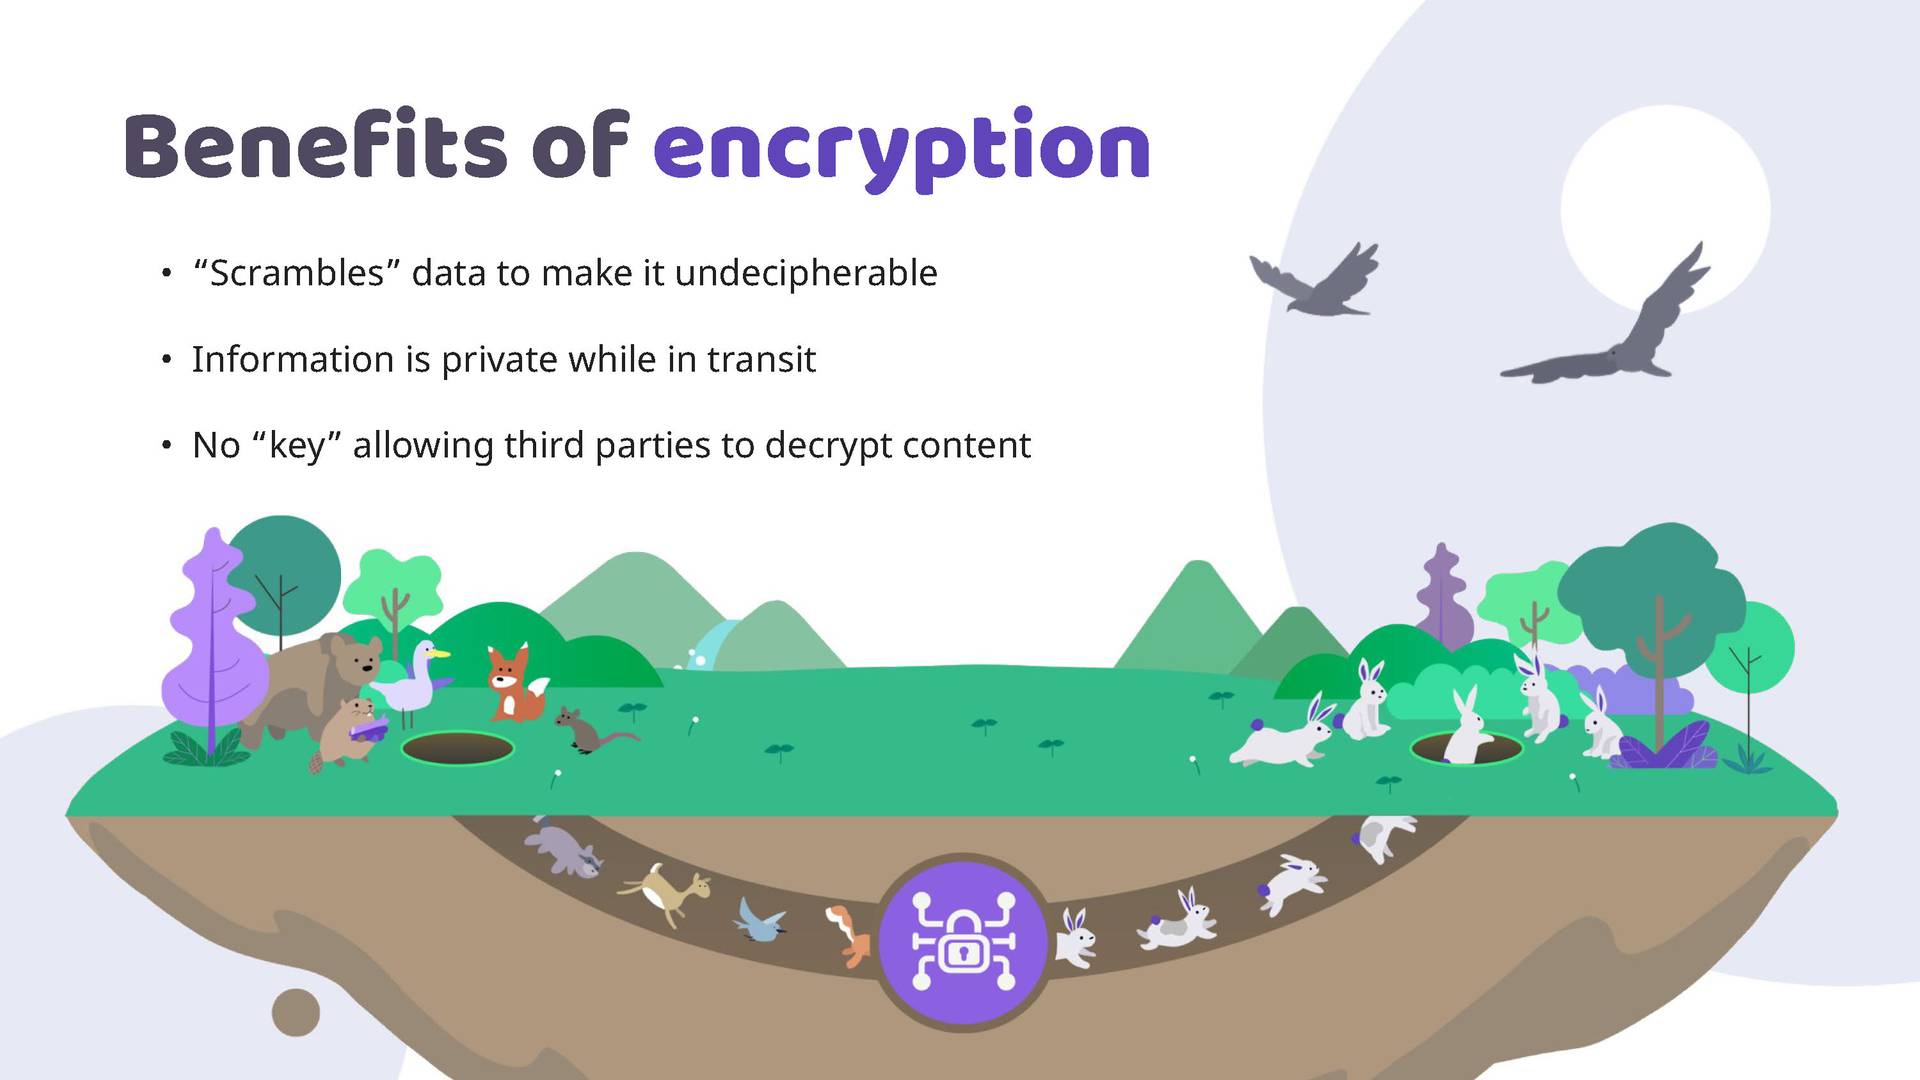 Benefits of encryption
• “Scrambles” data to make it undecipherable
• Information is private while in transit
• No “key” allowing third parties to decrypt content